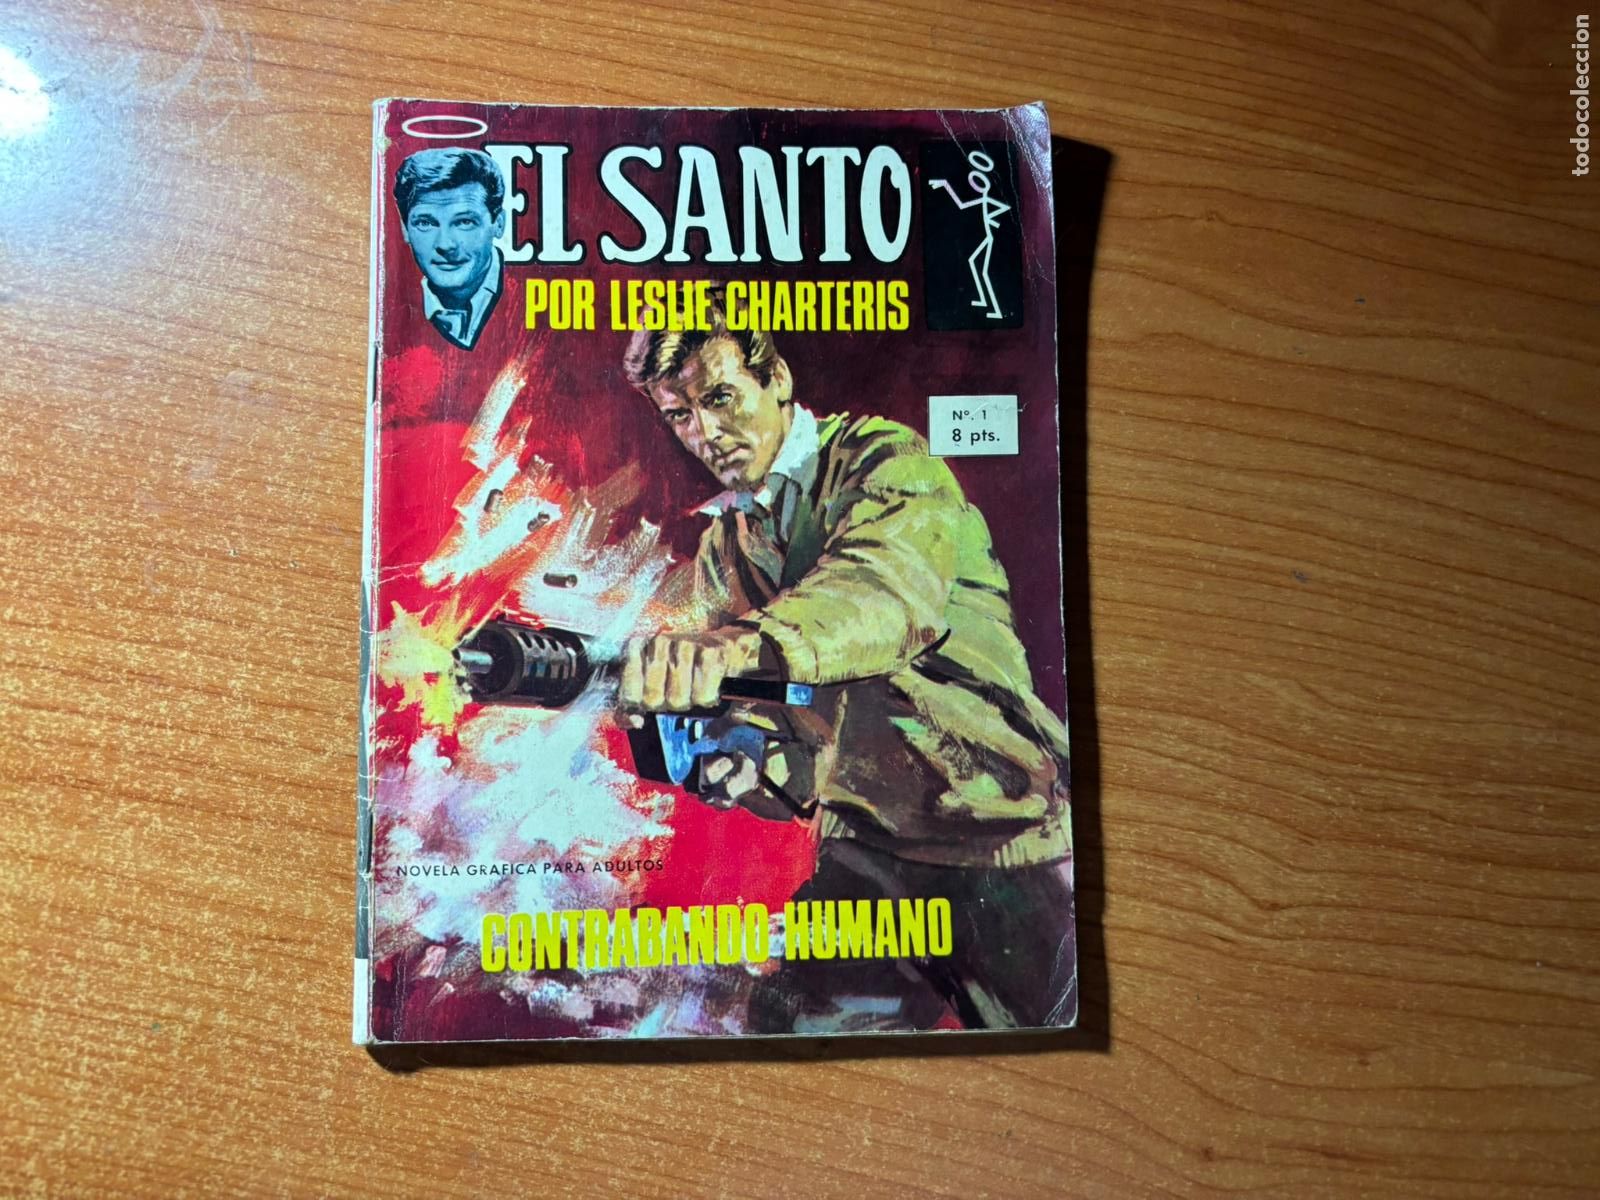 EL SANTO
POR LESLIE CHARTERIS
Nº. 1
8 pts.
NOVELA GRAFICA PARA ADULTOS
CONTRABANDO HUMANO
todocoleccion